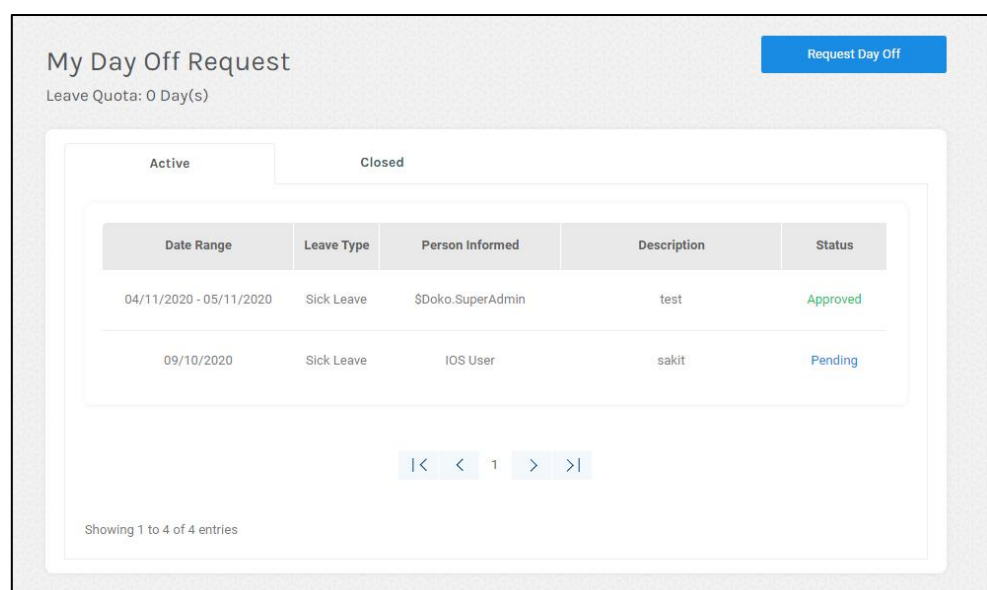 My Day Off Request
Request Day Off
Leave Quota: 0 Day(s)
Active Closed
Date Range Leave Type Person Informed Description Status
04/11/2020 - 05/11/2020 Sick Leave $Doko.SuperAdmin test Approved
09/10/2020 Sick Leave IOS User sakit Pending
|< < 1 > >|
Showing 1 to 4 of 4 entries